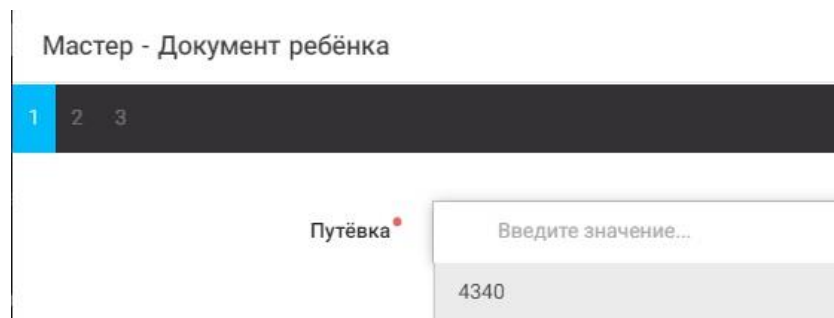 Мастер - Документ ребёнка
1 2 3
Путёвка
Введите значение...
4340